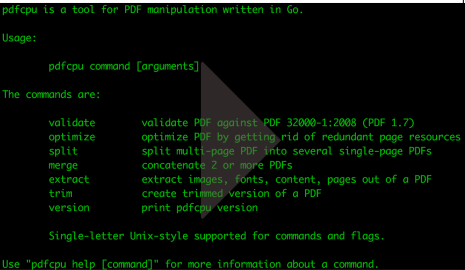 pdfcpu is a tool for PDF manipulation written in Go.
Usage:
pdfcpu command [arguments]
The commands are:
validate validate PDF against PDF 32000-1:2008 (PDF 1.7)
optimize optimize PDF by getting rid of redundant page resources
split split multi-page PDF into several single-page PDFs
merge concatenate 2 or more PDFs
extract extract images, fonts, content, pages out of a PDF
trim create trimmed version of a PDF
version print pdfcpu version
Single-letter Unix-style supported for commands and flags.
Use "pdfcpu help [command]" for more information about a command.